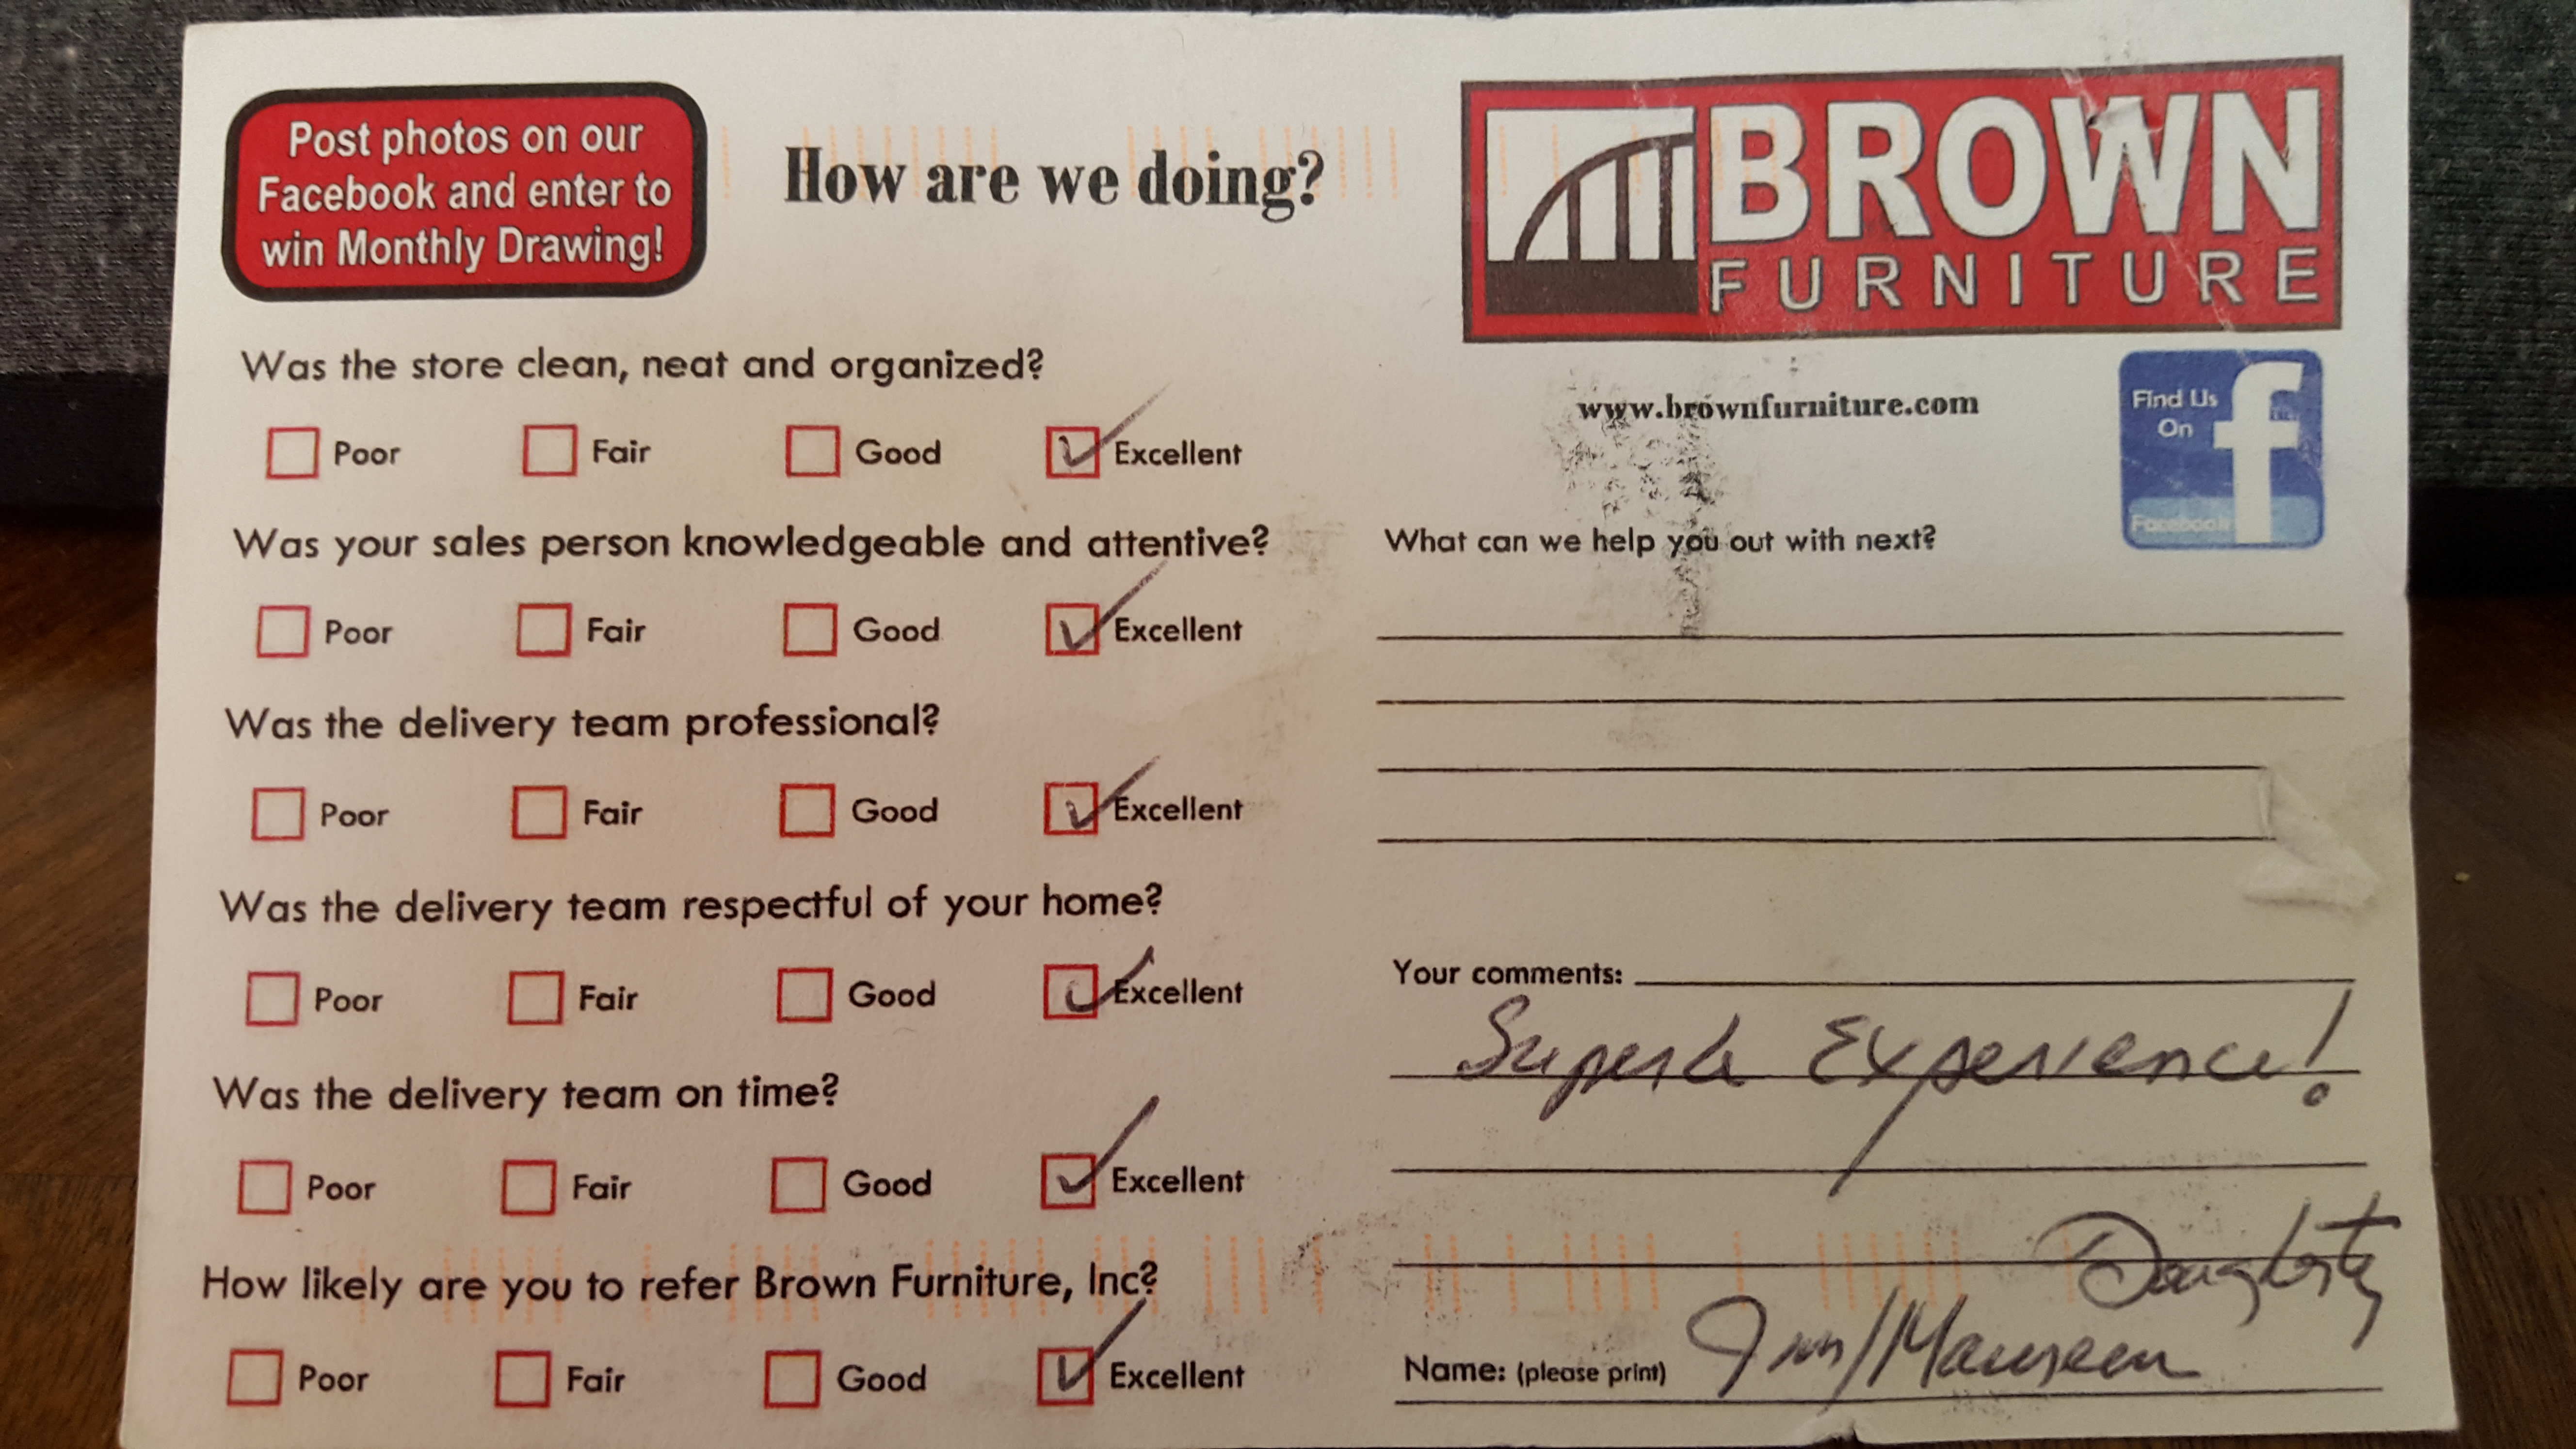 Post photos on our
Facebook and enter to
win Monthly Drawing!
How are we doing?
BROWN
FURNITURE
www.brownfurniture.com
Find Us
On
f
Facebook
Was the store clean, neat and organized?
Poor Fair Good Excellent
Was your sales person knowledgeable and attentive?
Poor Fair Good Excellent
Was the delivery team professional?
Poor Fair Good Excellent
Was the delivery team respectful of your home?
Poor Fair Good Excellent
Was the delivery team on time?
Poor Fair Good Excellent
How likely are you to refer Brown Furniture, Inc?
Poor Fair Good Excellent
What can we help you out with next?
Your comments:
Superb Experience!
Name: (please print) Jim/Maureen
Dougherty